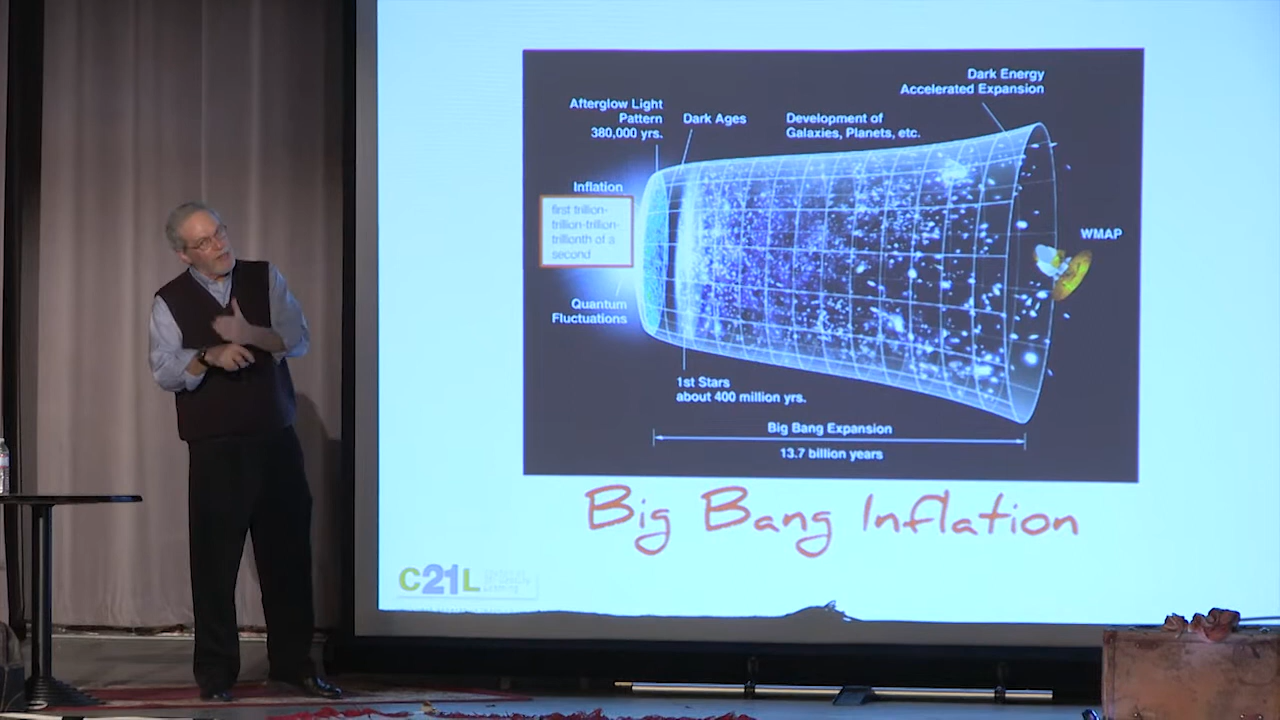 Dark Energy
Accelerated Expansion
Afterglow Light
Pattern
380,000 yrs.
Dark Ages
Development of
Galaxies, Planets, etc.
Inflation
first trillion-
trillion-trillion-
trillionth of a
second
WMAP
Quantum
Fluctuations
1st Stars
about 400 million yrs.
Big Bang Expansion
13.7 billion years
Big Bang Inflation
C21L